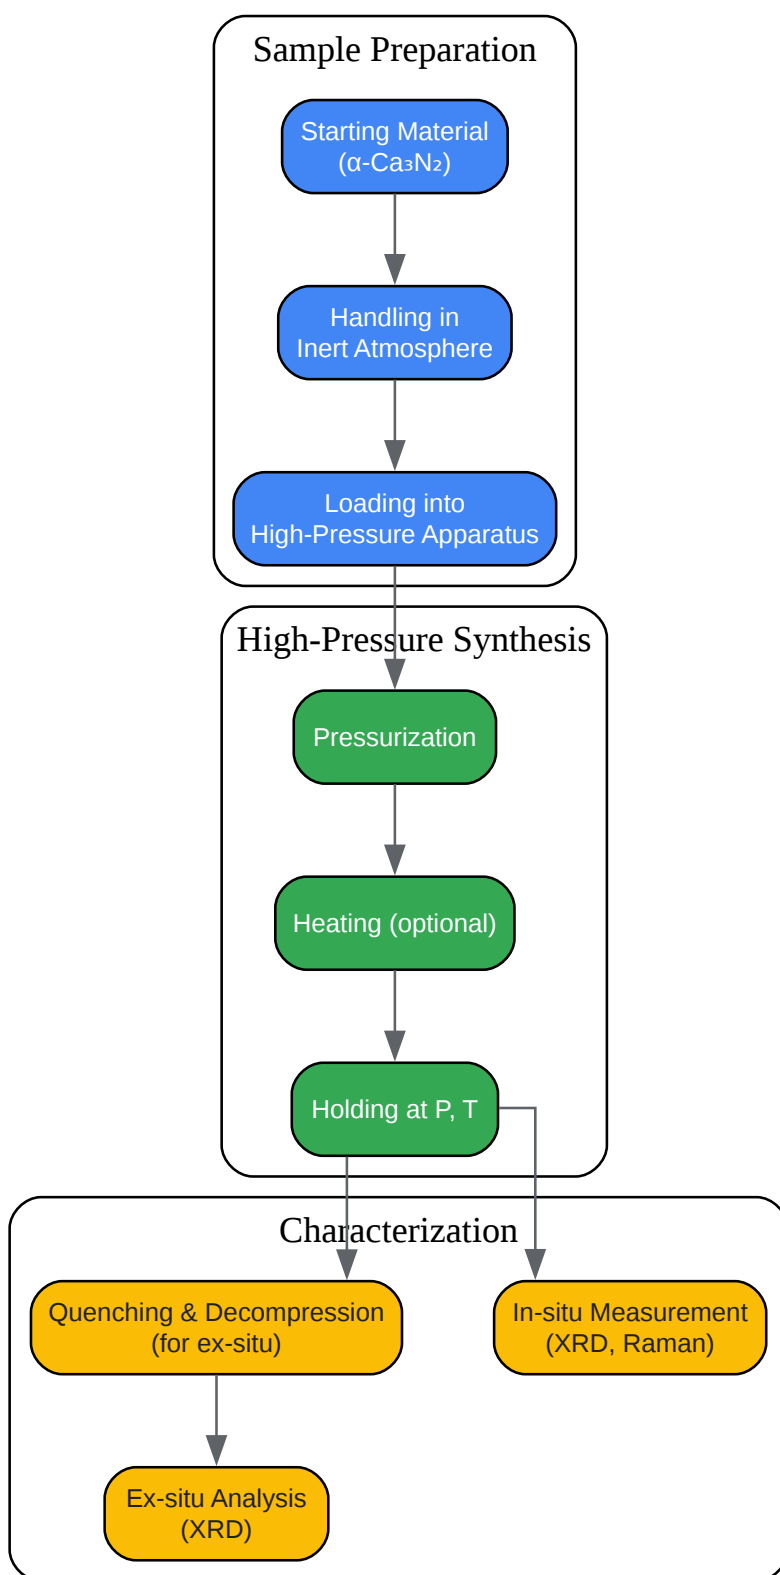 Sample Preparation
Starting Material
(α-Ca₃N₂)
Handling in
Inert Atmosphere
Loading into
High-Pressure Apparatus
High-Pressure Synthesis
Pressurization
Heating (optional)
Holding at P, T
Characterization
Quenching & Decompression
(for ex-situ)
In-situ Measurement
(XRD, Raman)
Ex-situ Analysis
(XRD)